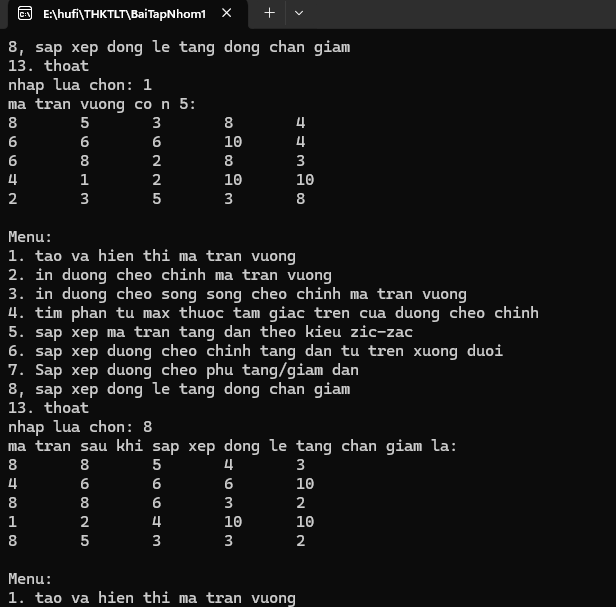 E:\hufi\THKTLT\BaiTapNhom1
8, sap xep dong le tang dong chan giam
13. thoat
nhap lua chon: 1
ma tran vuong co n 5:
8 5 3 8 4
6 6 6 10 4
6 8 2 8 3
4 1 2 10 10
2 3 5 3 8
Menu:
1. tao va hien thi ma tran vuong
2. in duong cheo chinh ma tran vuong
3. in duong cheo song song cheo chinh ma tran vuong
4. tim phan tu max thuoc tam giac tren cua duong cheo chinh
5. sap xep ma tran tang dan theo kieu zic-zac
6. sap xep duong cheo chinh tang dan tu tren xuong duoi
7. Sap xep duong cheo phu tang/giam dan
8, sap xep dong le tang dong chan giam
13. thoat
nhap lua chon: 8
ma tran sau khi sap xep dong le tang chan giam la:
8 8 5 4 3
4 6 6 6 10
8 8 6 3 2
1 2 4 10 10
8 5 3 3 2
Menu:
1. tao va hien thi ma tran vuong